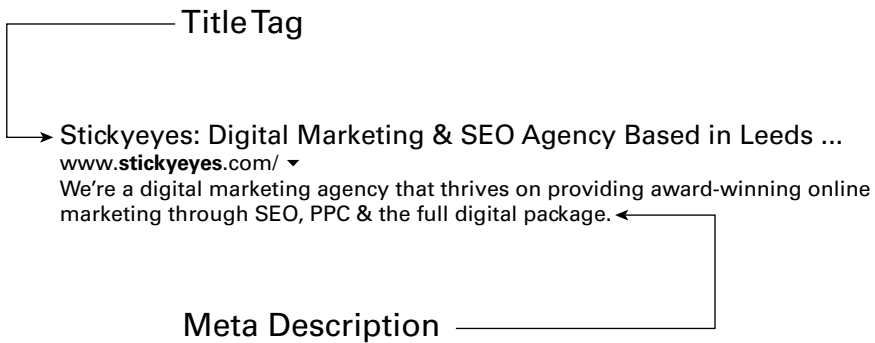 Title Tag
Stickyeyes: Digital Marketing & SEO Agency Based in Leeds ...
www.stickyeyes.com/
We're a digital marketing agency that thrives on providing award-winning online
marketing through SEO, PPC & the full digital package.
Meta Description